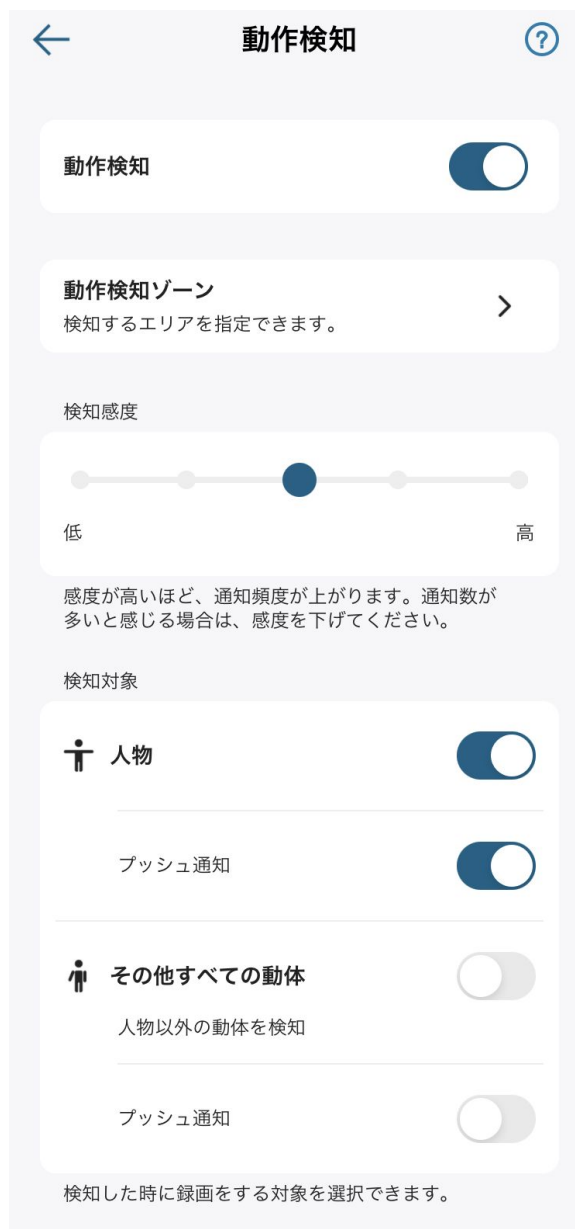 動作検知
?
動作検知
動作検知ゾーン
検知するエリアを指定できます。
検知感度
低
高
感度が高いほど、通知頻度が上がります。通知数が
多いと感じる場合は、感度を下げてください。
検知対象
人物
プッシュ通知
その他すべての動体
人物以外の動体を検知
プッシュ通知
検知した時に録画をする対象を選択できます。